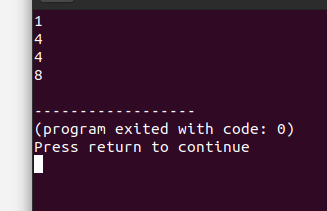 1
4
4
8
------------------
(program exited with code: 0)
Press return to continue